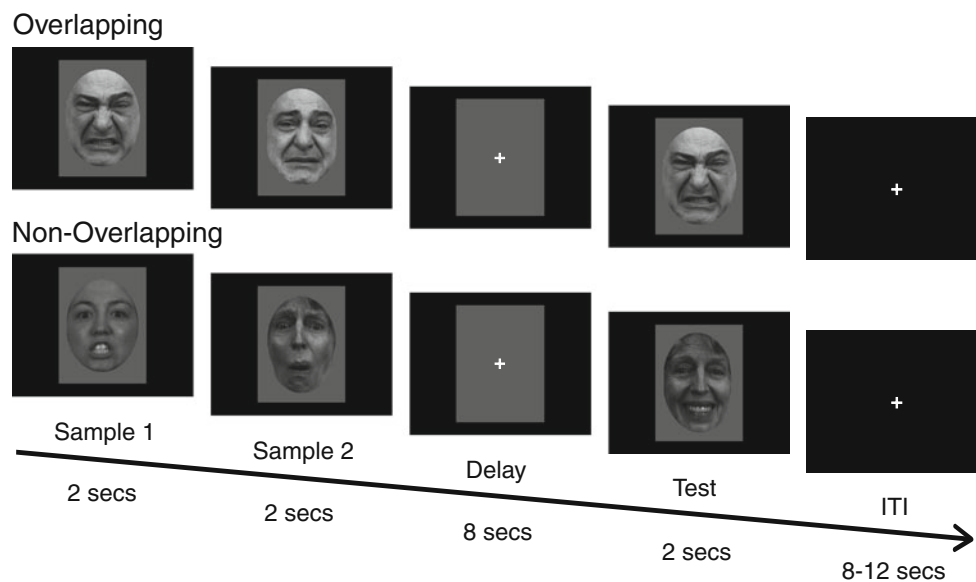 Overlapping
Non-Overlapping
Sample 1
Sample 2
Delay
Test
ITI
2 secs
2 secs
8 secs
2 secs
8-12 secs